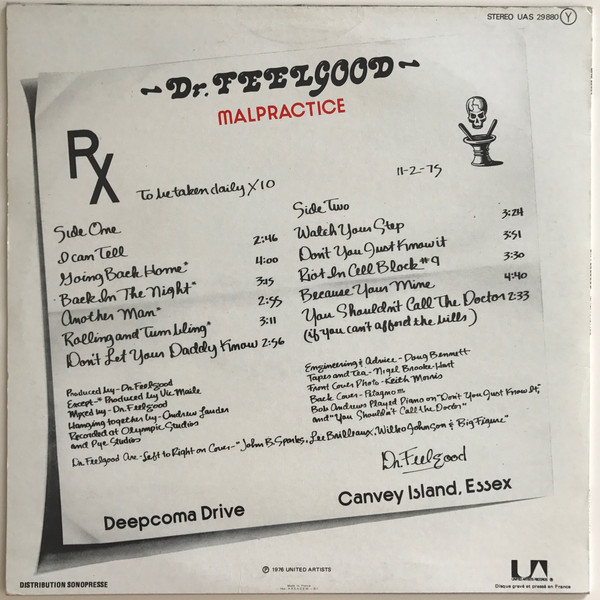 STEREO UAS 29880 Y
~Dr. FEELGOOD~
MALPRACTICE
RX
To be taken daily X10
11-2-75
Side One
I can Tell 2:46
Going Back Home* 4:00
Back In The Night* 3:15
Another Man* 2:55
Rolling and Tumbling* 3:11
Don't Let Your Daddy Know 2:56
Side Two
Watch Your Step 3:24
Don't You Just Know it 3:51
Riot In Cell Block #9 3:30
Because Your Mine 4:40
You Shouldn't Call The Doctor 2:33
(if you can't afford the bills)
Produced by- Dr. Feelgood
Except-* Produced by Vic Maile
Mixed by- Dr. Feelgood
Hanging together by- Andrew Lauder
Recorded at Olympic Studios
and Pye Studios
Engineering & Advice- Doug Bennett
Tapes and Tea- Nigel Brooke-Hart
Front Cover Photo- Keith Morris
Back Cover-
Bob Andrews Played Piano on "Don't You Just Know It,"
and "You Shouldn't Call The Doctor"
Dr. Feelgood Are - Left to Right on Cover - "John B. Sparks, Lee Brilleaux, Wilko Johnson & Big Figure"
Dr. Feelgood
Deepcoma Drive
Canvey Island, Essex
DISTRIBUTION SONOPRESSE
℗ 1976 UNITED ARTISTS
UA
UNITED ARTISTS RECORDS
Disque gravé et pressé en France